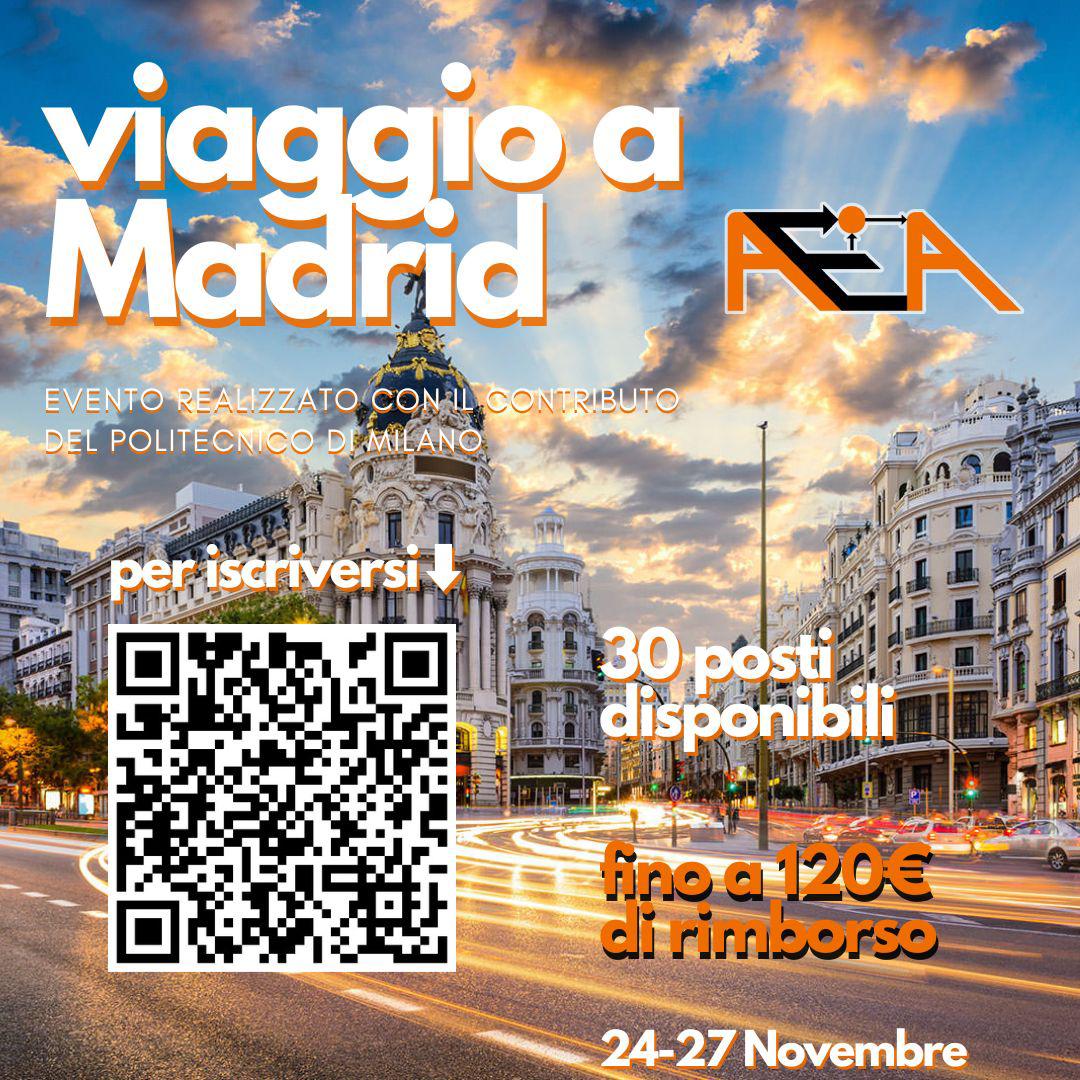 viaggio a
Madrid
AEiA
EVENTO REALIZZATO CON IL CONTRIBUTO
DEL POLITECNICO DI MILANO
per iscriversi
30 posti
disponibili
fino a 120€
di rimborso
24-27 Novembre